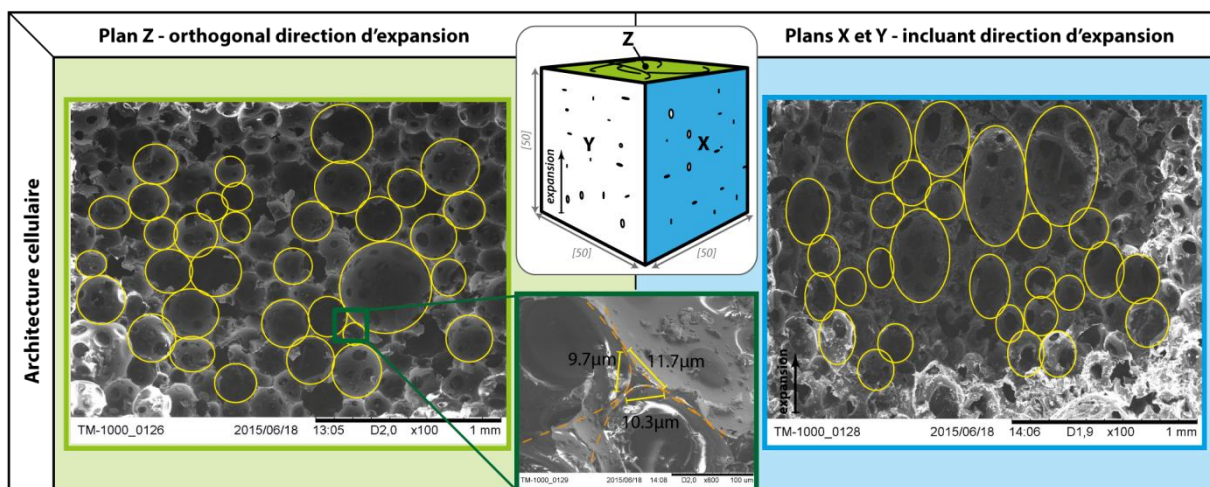 Plan Z - orthogonal direction d'expansion
Plans X et Y - incluant direction d'expansion
Architecture cellulaire
Z
Y
X
expansion
[50]
[50]
[50]
TM-1000_0126 2015/06/18 13:05 D2,0 x100 1 mm
9.7µm
11.7µm
10.3µm
TM-1000_0129 2015/06/18 14:08 D2,0 x800 100 um
expansion
TM-1000_0128 2015/06/18 14:06 D1,9 x100 1 mm